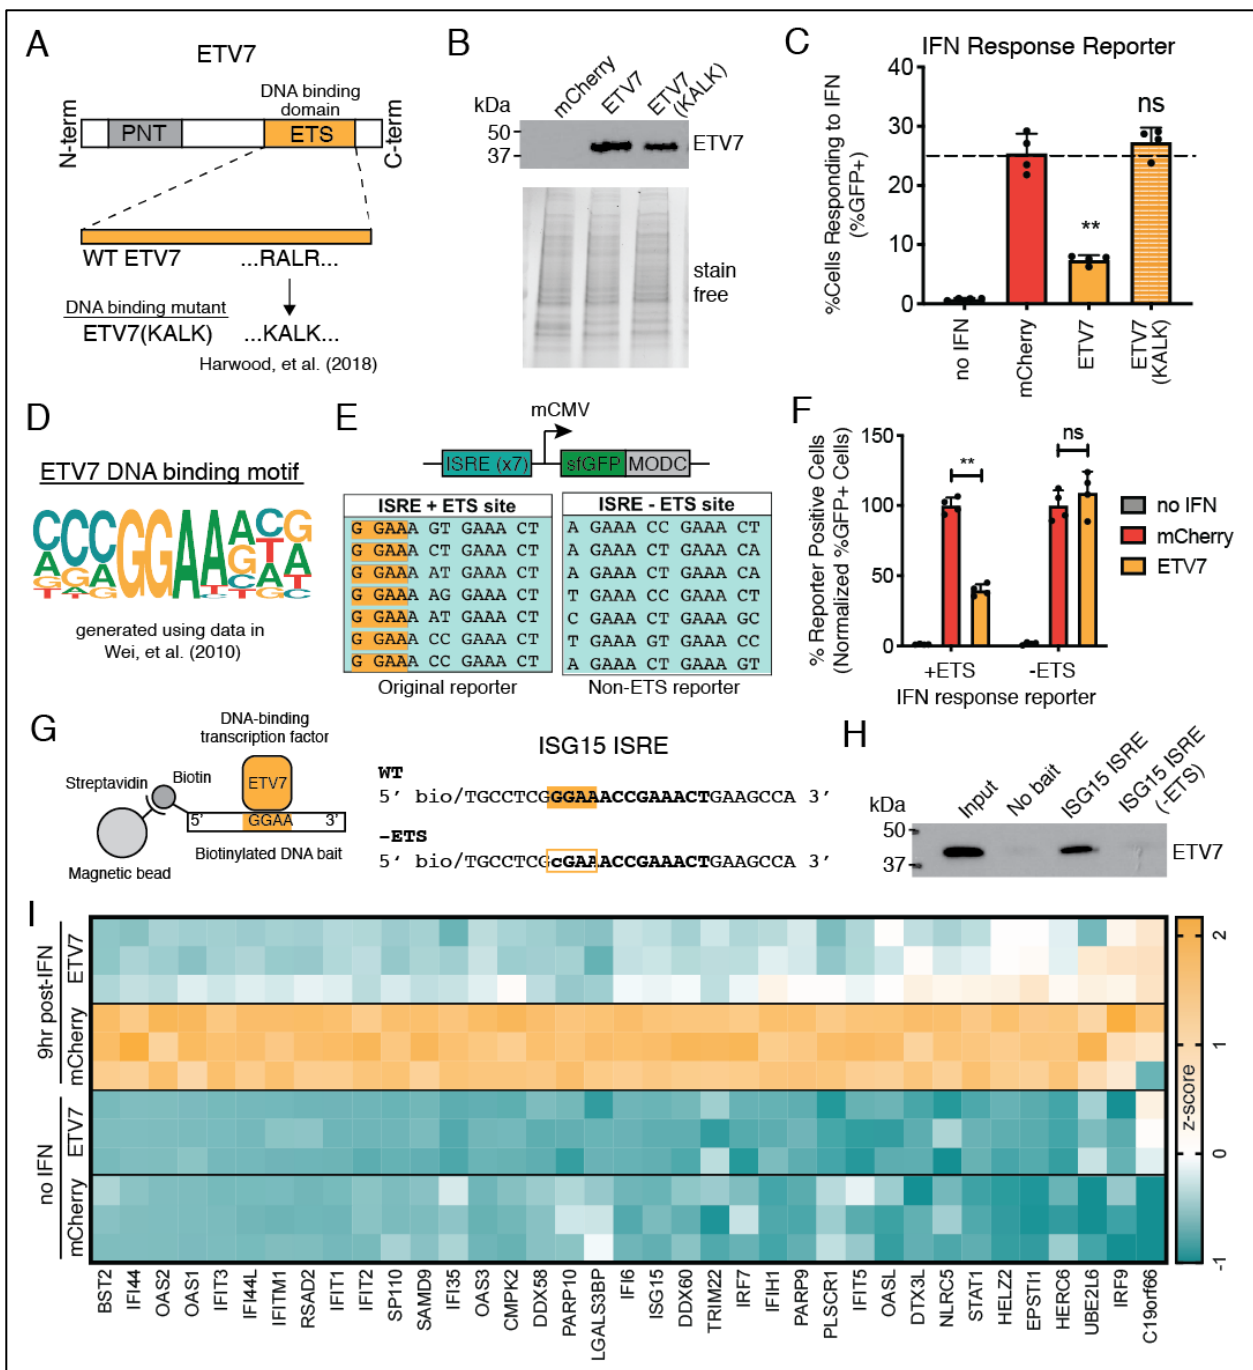 A
ETV7
DNA binding
domain
N-term
PNT
ETS
C-term
WT ETV7 ...RALR...
DNA binding mutant
ETV7(KALK) ...KALK...
Harwood, et al. (2018)
B
mCherry
ETV7
ETV7
(KALK)
kDa
50
37
ETV7
stain
free
C
IFN Response Reporter
%Cells Responding to IFN
(%GFP+)
40
30
20
10
0
**
ns
no IFN
mCherry
ETV7
ETV7
(KALK)
D
ETV7 DNA binding motif
generated using data in
Wei, et al. (2010)
E
mCMV
ISRE (x7)
sfGFP
MODC
ISRE + ETS site
G GAAA GT GAAA CT
G GAAA CT GAAA CT
G GAAA AT GAAA CT
G GAAA AG GAAA CT
G GAAA AT GAAA CT
G GAAA CC GAAA CT
G GAAA CC GAAA CT
Original reporter
ISRE - ETS site
A GAAA CC GAAA CT
A GAAA CT GAAA CA
A GAAA CT GAAA CA
T GAAA CC GAAA CT
T GAAA CT GAAA GC
T GAAA GT GAAA CC
A GAAA CT GAAA GT
Non-ETS reporter
F
% Reporter Positive Cells
(Normalized %GFP+ Cells)
150
100
50
0
**
ns
+ETS
-ETS
IFN response reporter
no IFN
mCherry
ETV7
G
DNA-binding
transcription factor
Streptavidin
Biotin
ETV7
5' GGAA 3'
Biotinylated DNA bait
Magnetic bead
ISG15 ISRE
WT
5' bio/TGCCTCGGGAAACCGAAACTGAAGCCA 3'
-ETS
5' bio/TGCCTCGcGAAACCGAAACTGAAGCCA 3'
H
Input
No bait
ISG15 ISRE
ISG15 ISRE
(-ETS)
kDa
50
37
ETV7
I
9hr post-IFN
ETV7
mCherry
no IFN
ETV7
mCherry
BST2
IFI44
OAS2
OAS1
IFIT3
IFI44L
IFITM1
RSAD2
IFIT1
IFIT2
SP110
SAMD9
IFI35
OAS3
CMPK2
DDX58
PARP10
LGALS3BP
IFI6
ISG15
DDX60
TRIM22
IRF7
IFIH1
PARP9
PLSCR1
IFIT5
OASL
DTX3L
NLRC5
STAT1
HELZ2
EPSTI1
HERC6
UBE2L6
IRF9
C19orf66
2
1
0
-1
z-score